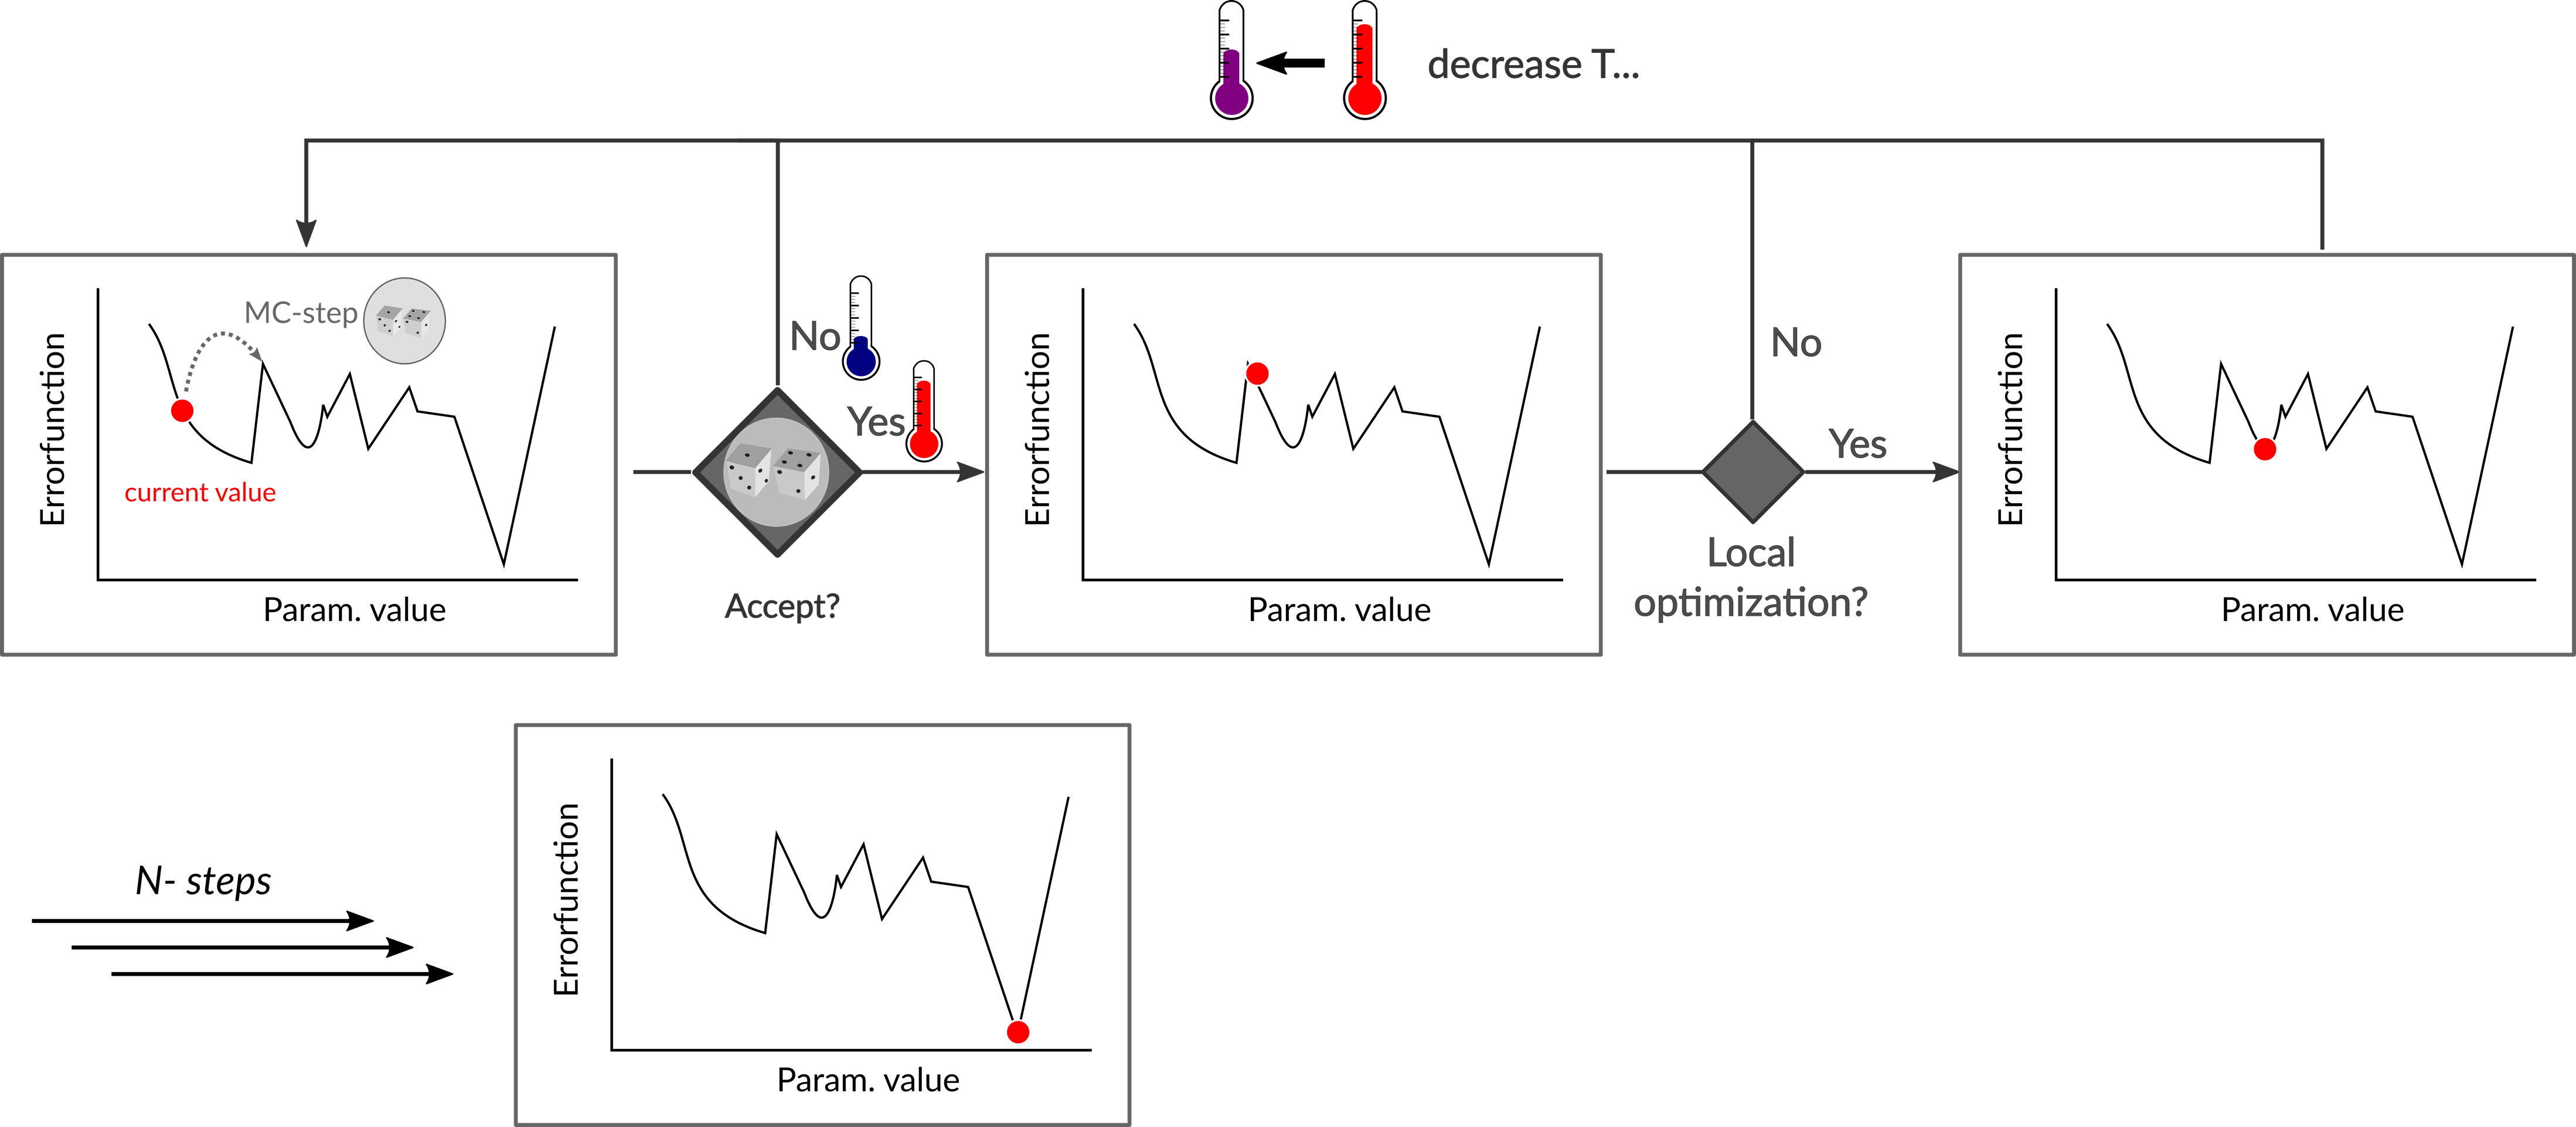 decrease T...
MC-step
Errorfunction
current value
Param. value
No
Yes
Accept?
Errorfunction
Param. value
No
Yes
Local
optimization?
Errorfunction
Param. value
N- steps
Errorfunction
Param. value